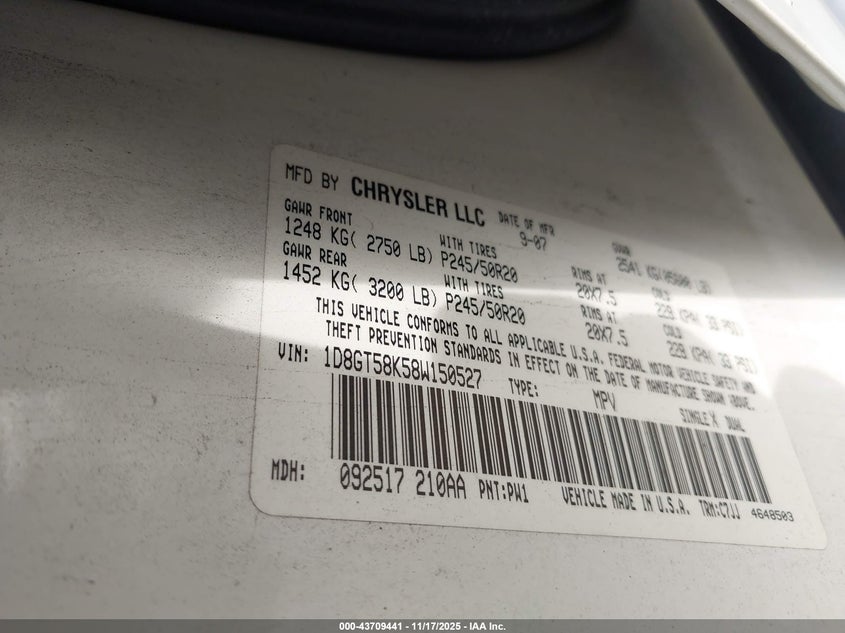 MFD BY CHRYSLER LLC DATE OF MFR 9-07 GVWR
GAWR FRONT WITH TIRES RIMS AT COLD
1248 KG( 2750 LB) P245/50R20 20X7.5
GAWR REAR WITH TIRES RIMS AT COLD
1452 KG( 3200 LB) P245/50R20 20X7.5
THIS VEHICLE CONFORMS TO ALL APPLICABLE U.S.A. FEDERAL MOTOR VEHICLE SAFETY AND
THEFT PREVENTION STANDARDS IN EFFECT ON THE DATE OF MANUFACTURE SHOWN ABOVE.
VIN: 1D8GT58K58W150527 TYPE: MPV SINGLE X DUAL
MDH: 092517 210AA PNT:PW1 VEHICLE MADE IN U.S.A. TRM:C7JJ 4648503
000-43709441 - 11/17/2025 - IAA Inc.